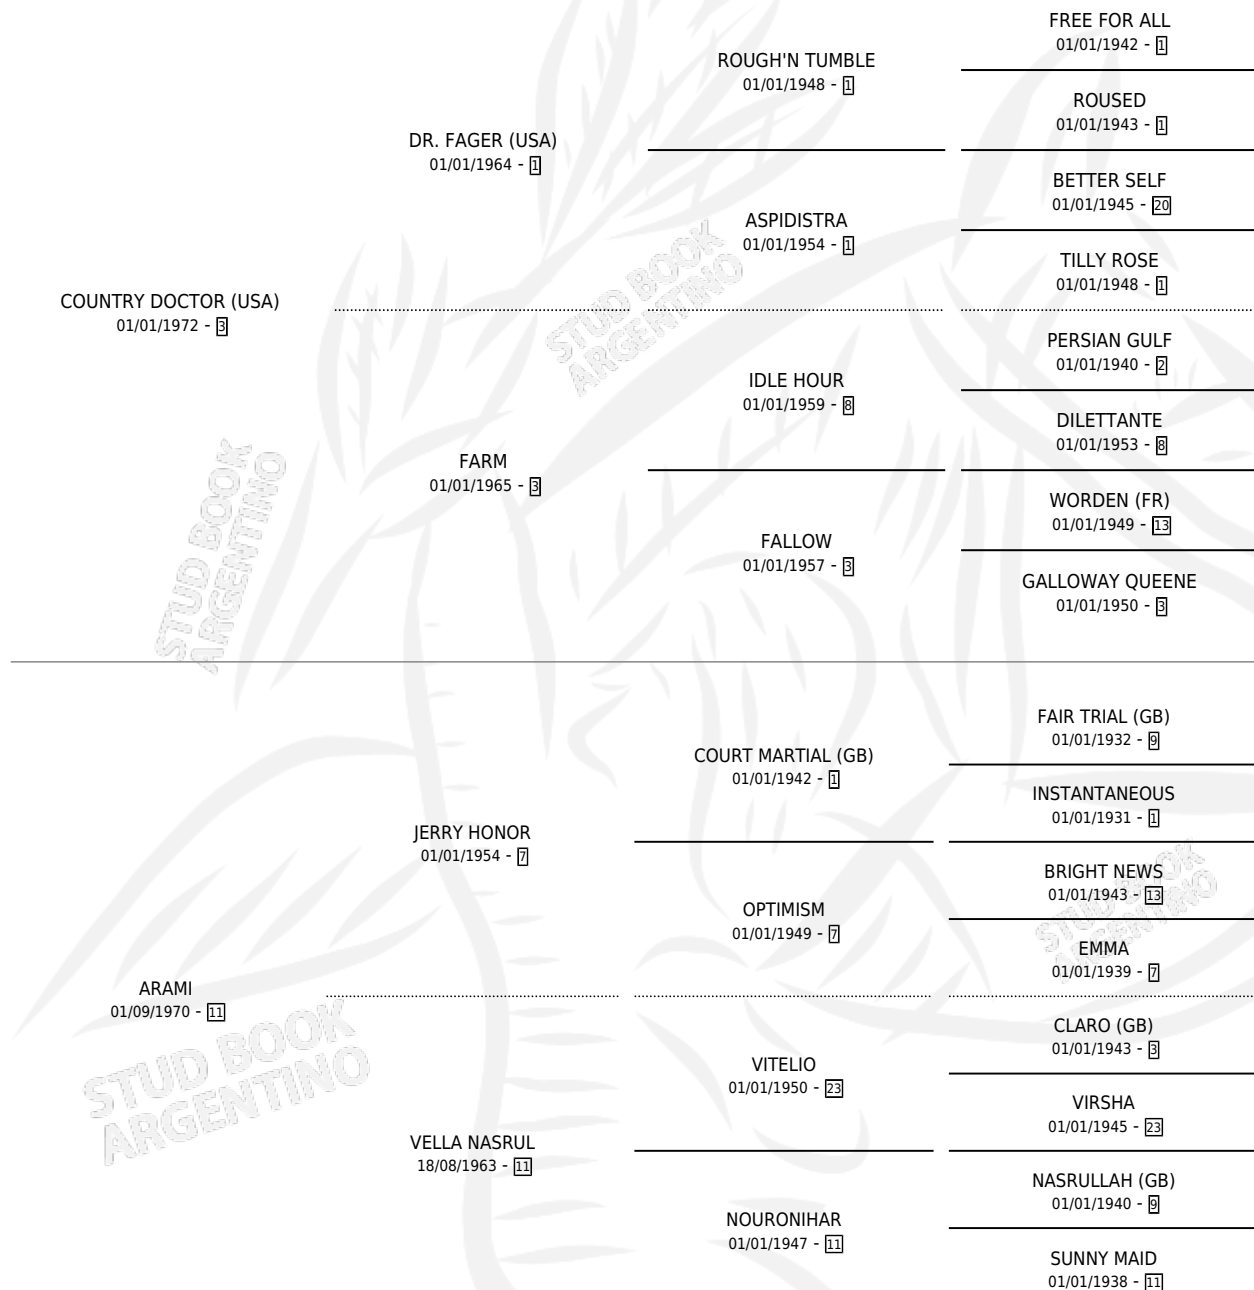 FREE FOR ALL
01/01/1942 - 1
ROUGH'N TUMBLE
01/01/1948 - 1
ROUSED
01/01/1943 - 1
DR. FAGER (USA)
01/01/1964 - 1
BETTER SELF
01/01/1945 - 20
ASPIDISTRA
01/01/1954 - 1
TILLY ROSE
01/01/1948 - 1
COUNTRY DOCTOR (USA)
01/01/1972 - 3
PERSIAN GULF
01/01/1940 - 2
IDLE HOUR
01/01/1959 - 8
DILETTANTE
01/01/1953 - 8
FARM
01/01/1965 - 3
WORDEN (FR)
01/01/1949 - 13
FALLOW
01/01/1957 - 3
GALLOWAY QUEENE
01/01/1950 - 3
FAIR TRIAL (GB)
01/01/1932 - 9
COURT MARTIAL (GB)
01/01/1942 - 1
INSTANTANEOUS
01/01/1931 - 1
JERRY HONOR
01/01/1954 - 7
BRIGHT NEWS
01/01/1943 - 13
OPTIMISM
01/01/1949 - 7
EMMA
01/01/1939 - 7
ARAMI
01/09/1970 - 11
CLARO (GB)
01/01/1943 - 3
VITELIO
01/01/1950 - 23
VIRSHA
01/01/1945 - 23
VELLA NASRUL
18/08/1963 - 11
NASRULLAH (GB)
01/01/1940 - 9
NOURONIHAR
01/01/1947 - 11
SUNNY MAID
01/01/1938 - 11
STUD BOOK
ARGENTINO
STUD BOOK
ARGENTINO
STUD BOOK
ARGENTINO
STUD BOOK
ARGENTINO